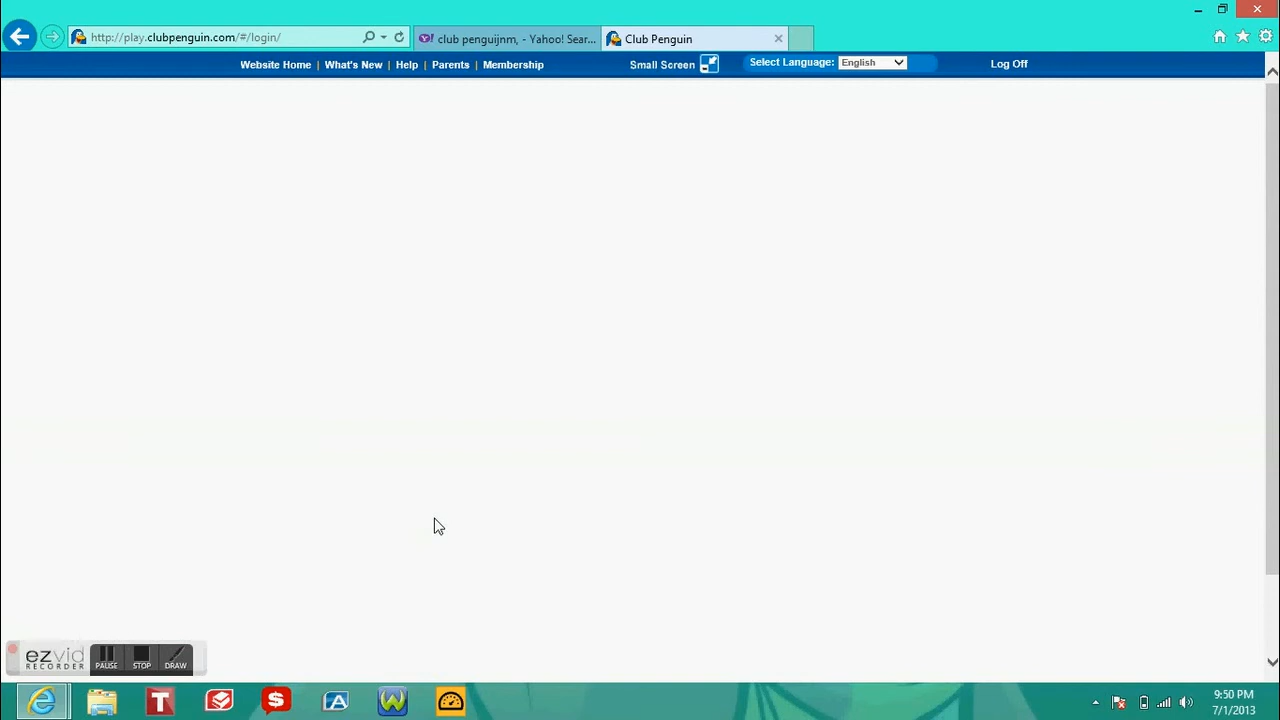 http://play.clubpenguin.com/#/login/
club penguijnm, - Yahoo! Sear...
Club Penguin
Website Home | What's New | Help | Parents | Membership
Small Screen
Select Language: English
Log Off
ezvid
RECORDER
PAUSE
STOP
DRAW
9:50 PM
7/1/2013